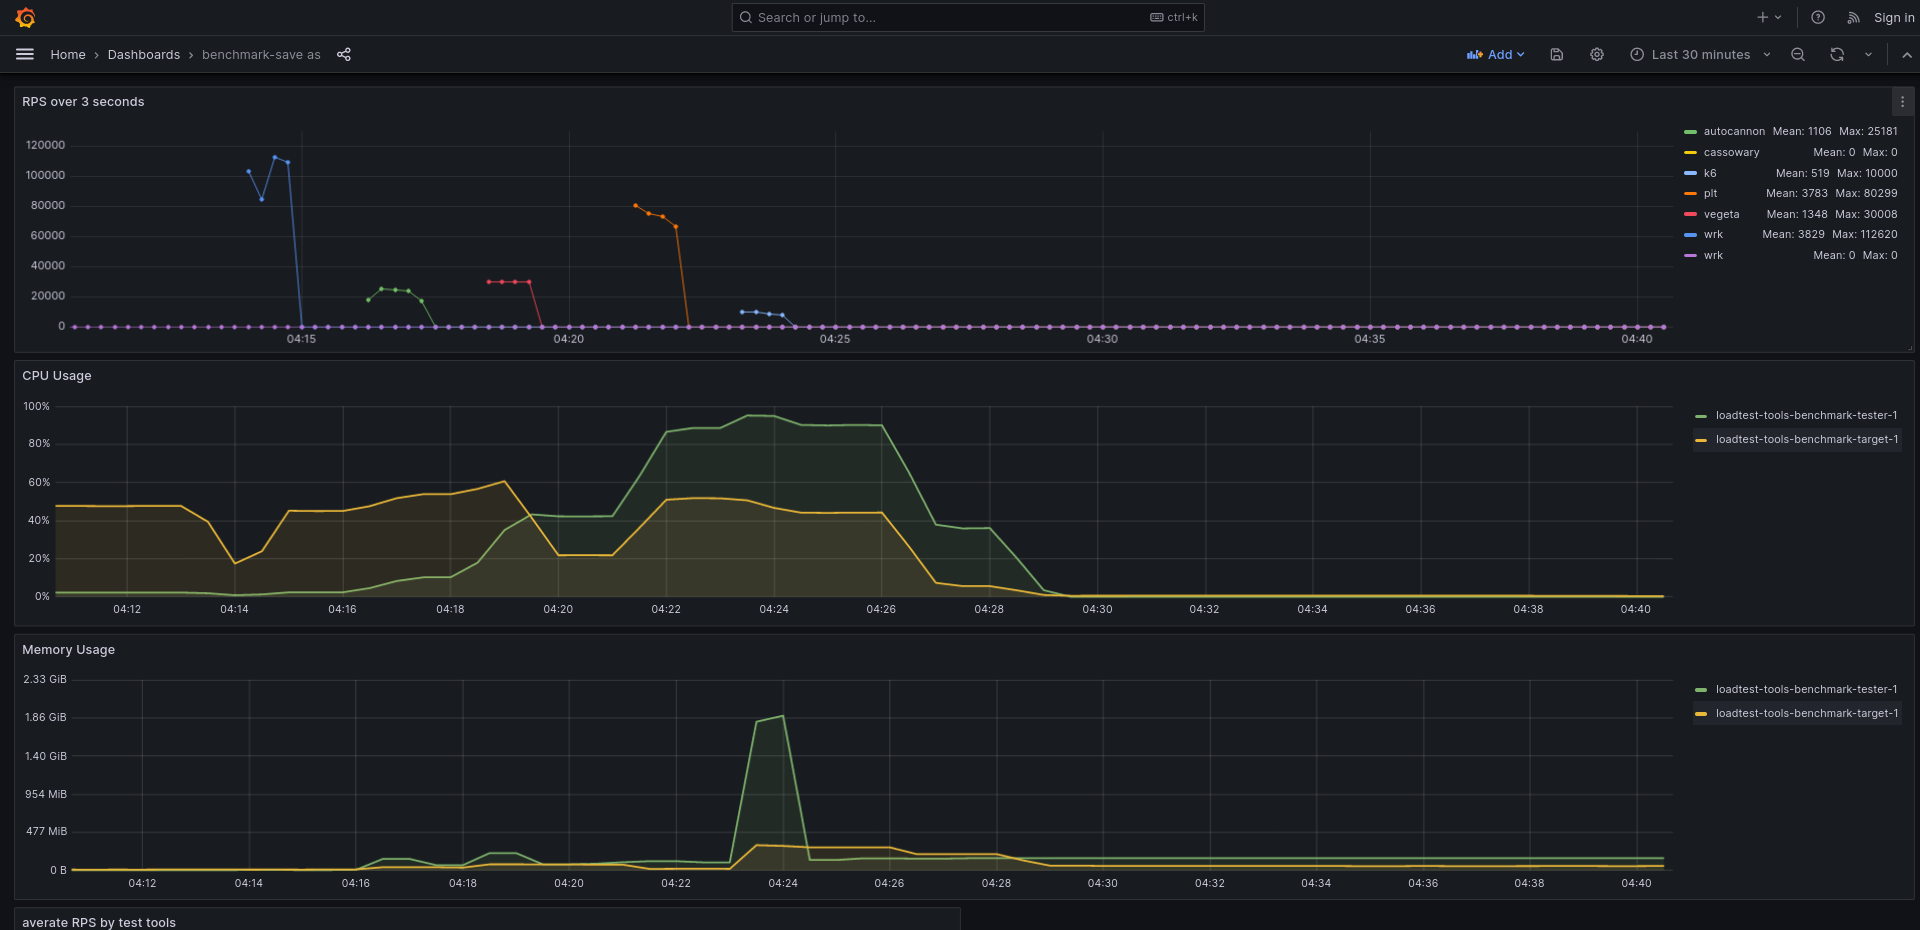 Search or jump to... ctrl+k Sign in
Home › Dashboards › benchmark-save as Add Last 30 minutes
RPS over 3 seconds
120000
100000
80000
60000
40000
20000
0
04:15 04:20 04:25 04:30 04:35 04:40
autocannon Mean: 1106 Max: 25181
cassowary Mean: 0 Max: 0
k6 Mean: 519 Max: 10000
plt Mean: 3783 Max: 80299
vegeta Mean: 1348 Max: 30008
wrk Mean: 3829 Max: 112620
wrk Mean: 0 Max: 0
CPU Usage
100%
80%
60%
40%
20%
0%
04:12 04:14 04:16 04:18 04:20 04:22 04:24 04:26 04:28 04:30 04:32 04:34 04:36 04:38 04:40
loadtest-tools-benchmark-tester-1
loadtest-tools-benchmark-target-1
Memory Usage
2.33 GiB
1.86 GiB
1.40 GiB
954 MiB
477 MiB
0 B
04:12 04:14 04:16 04:18 04:20 04:22 04:24 04:26 04:28 04:30 04:32 04:34 04:36 04:38 04:40
loadtest-tools-benchmark-tester-1
loadtest-tools-benchmark-target-1
averate RPS by test tools